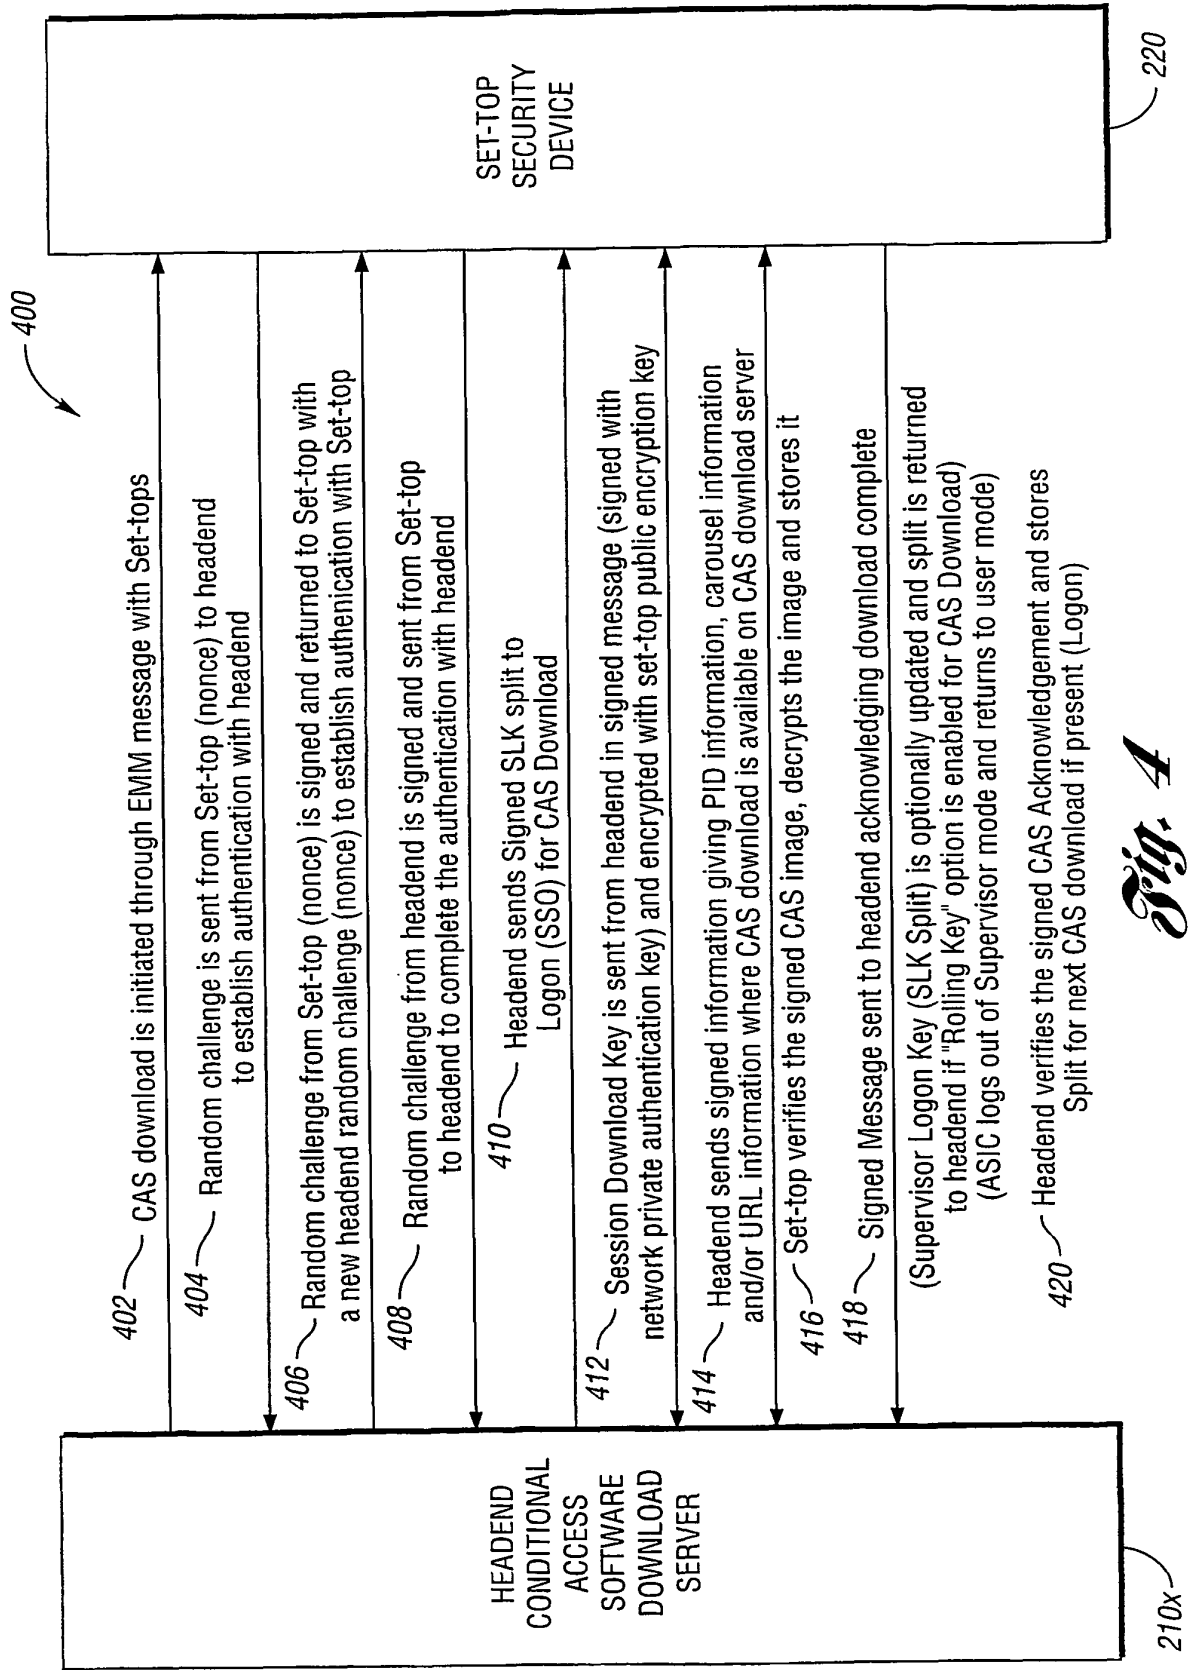 400
HEADEND
CONDITIONAL
ACCESS
SOFTWARE
DOWNLOAD
SERVER
210x
SET-TOP
SECURITY
DEVICE
220
402 CAS download is initiated through EMM message with Set-tops
404 Random challenge is sent from Set-top (nonce) to headend
to establish authentication with headend
406 Random challenge from Set-top (nonce) is signed and returned to Set-top with
a new headend random challenge (nonce) to establish authenication with Set-top
408 Random challenge from headend is signed and sent from Set-top
to headend to complete the authentication with headend
410 Headend sends Signed SLK split to
Logon (SSO) for CAS Download
412 Session Download Key is sent from headend in signed message (signed with
network private authentication key) and encrypted with set-top public encryption key
414 Headend sends signed information giving PID information, carousel information
and/or URL information where CAS download is available on CAS download server
416 Set-top verifies the signed CAS image, decrypts the image and stores it
418 Signed Message sent to headend acknowledging download complete
(Supervisor Logon Key (SLK Split) is optionally updated and split is returned
to headend if "Rolling Key" option is enabled for CAS Download)
(ASIC logs out of Supervisor mode and returns to user mode)
420 Headend verifies the signed CAS Acknowledgement and stores
Split for next CAS download if present (Logon)
Fig. 4